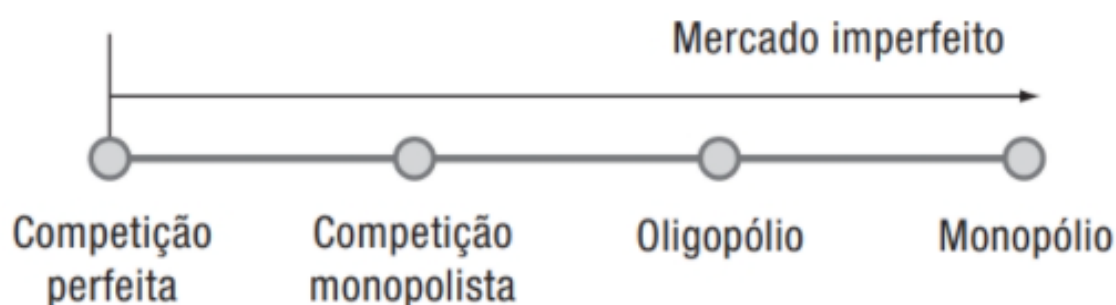 Mercado imperfeito
Competição
perfeita
Competição
monopolista
Oligopólio
Monopólio